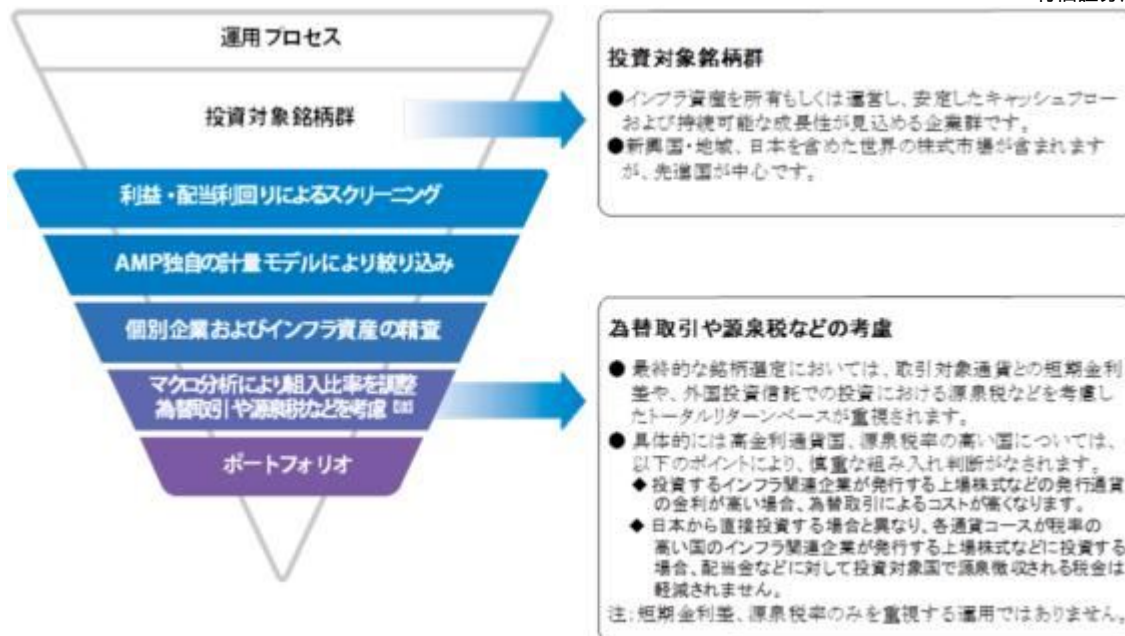 運用プロセス
投資対象銘柄群
利益・配当利回りによるスクリーニング
AMP独自の計量モデルにより絞り込み
個別企業およびインフラ資産の精査
マクロ分析により組入比率を調整
為替取引や源泉税などを考慮
ポートフォリオ
投資対象銘柄群
●インフラ資産を所有もしくは運営し、安定したキャッシュフロー
および持続可能な成長性が見込める企業群です。
●新興国・地域、日本を含めた世界の株式市場が含まれます
が、先進国が中心です。
為替取引や源泉税などの考慮
● 最終的な銘柄選定においては、取引対象通貨との短期金利
差や、外国投資信託での投資における源泉税などを考慮し
たトータルリターンベースが重視されます。
● 具体的には高金利通貨国、源泉税率の高い国については、
以下のポイントにより、慎重な組み入れ判断がなされます。
◆ 投資するインフラ関連企業が発行する上場株式などの発行通貨
の金利が高い場合、為替取引によるコストが高くなります。
◆ 日本から直接投資する場合と異なり、各通貨コースが税率の
高い国のインフラ関連企業が発行する上場株式などに投資する
場合、配当金などに対して投資対象国で源泉徴収される税金は
軽減されません。
注：短期金利差、源泉税率のみを重視する運用ではありません。